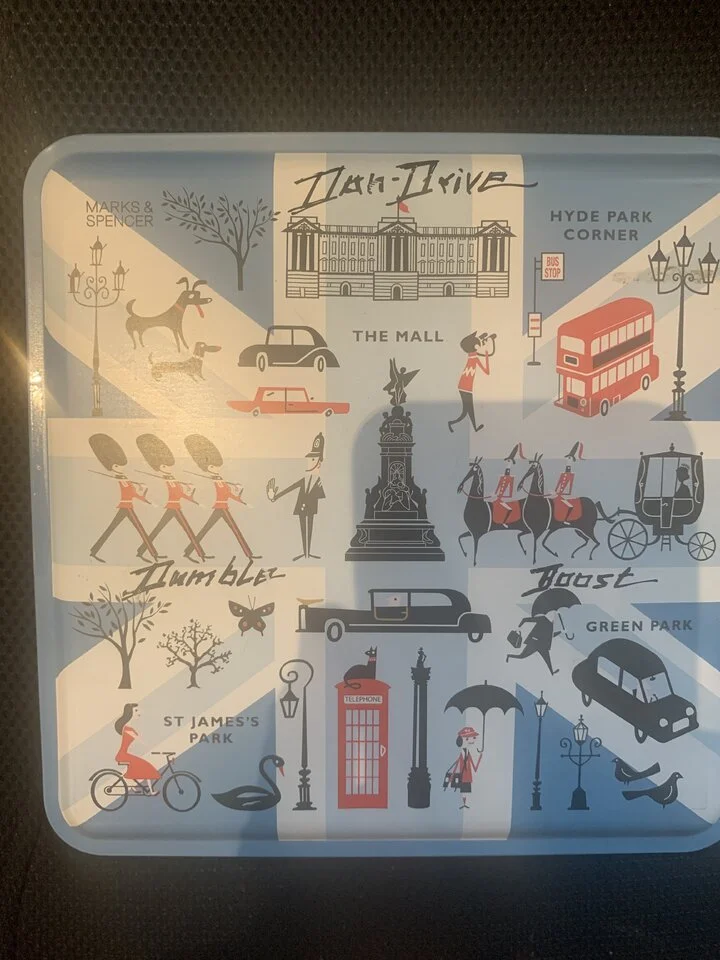 Dan-Drive
MARKS &
SPENCER
HYDE PARK
CORNER
BUS
STOP
THE MALL
Dumble
Boost
GREEN PARK
TELEPHONE
ST JAMES'S
PARK